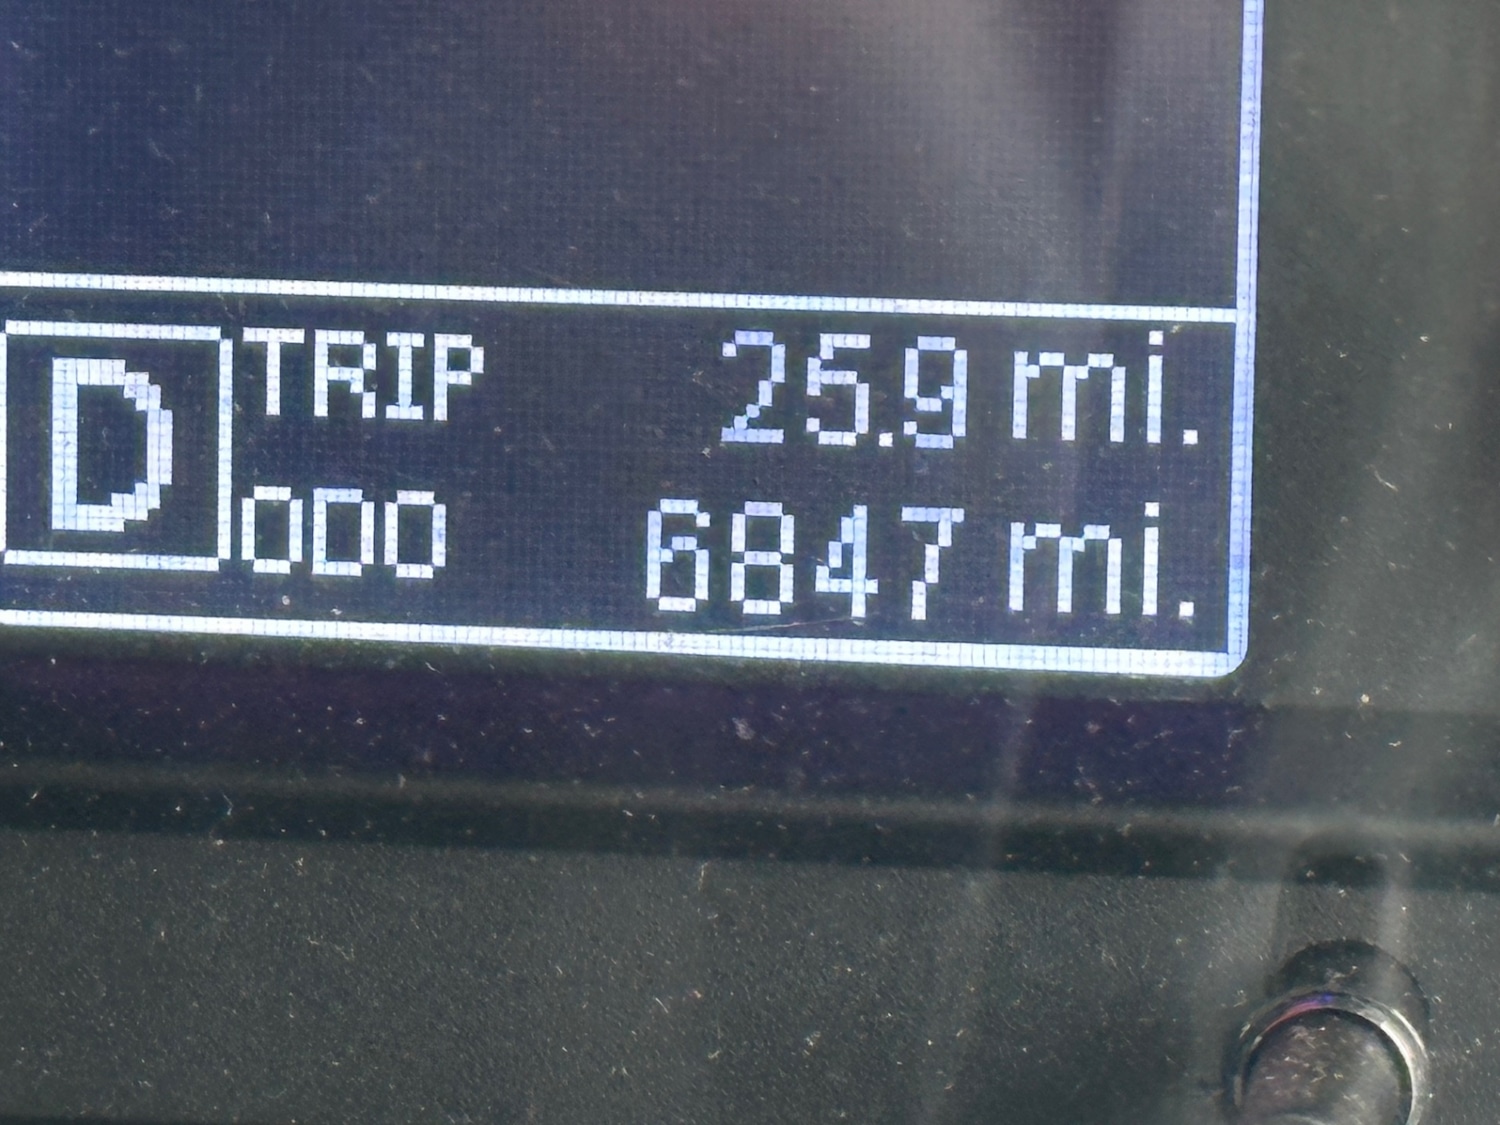 D
TRIP 25.9 mi.
ODO 6847 mi.